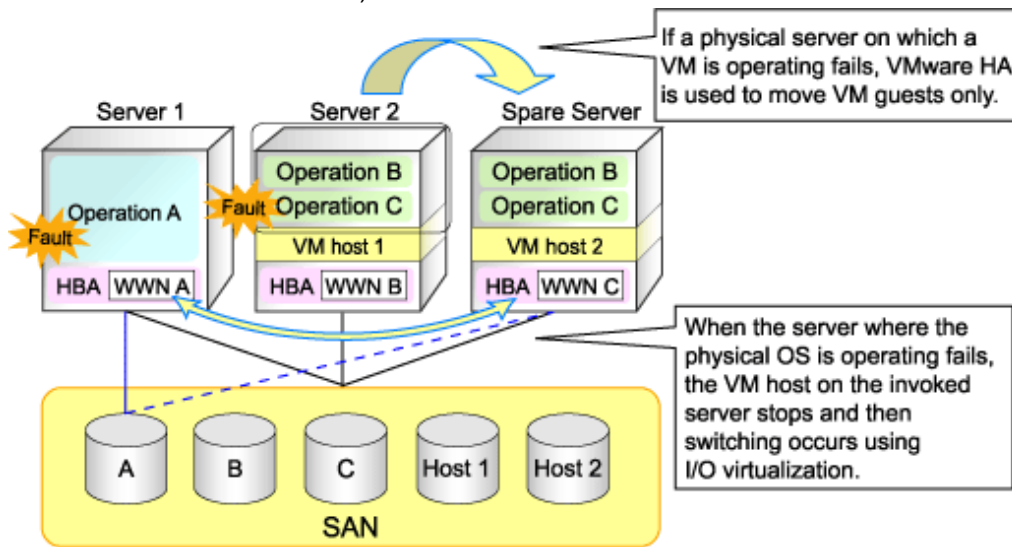 If a physical server on which a
VM is operating fails, VMware HA
is used to move VM guests only.
Server 1
Server 2
Spare Server
Operation A
Fault
HBA
WWN A
Fault
Operation B
Operation C
VM host 1
HBA
WWN B
Operation B
Operation C
VM host 2
HBA
WWN C
When the server where the
physical OS is operating fails,
the VM host on the invoked
server stops and then
switching occurs using
I/O virtualization.
A
B
C
Host 1
Host 2
SAN